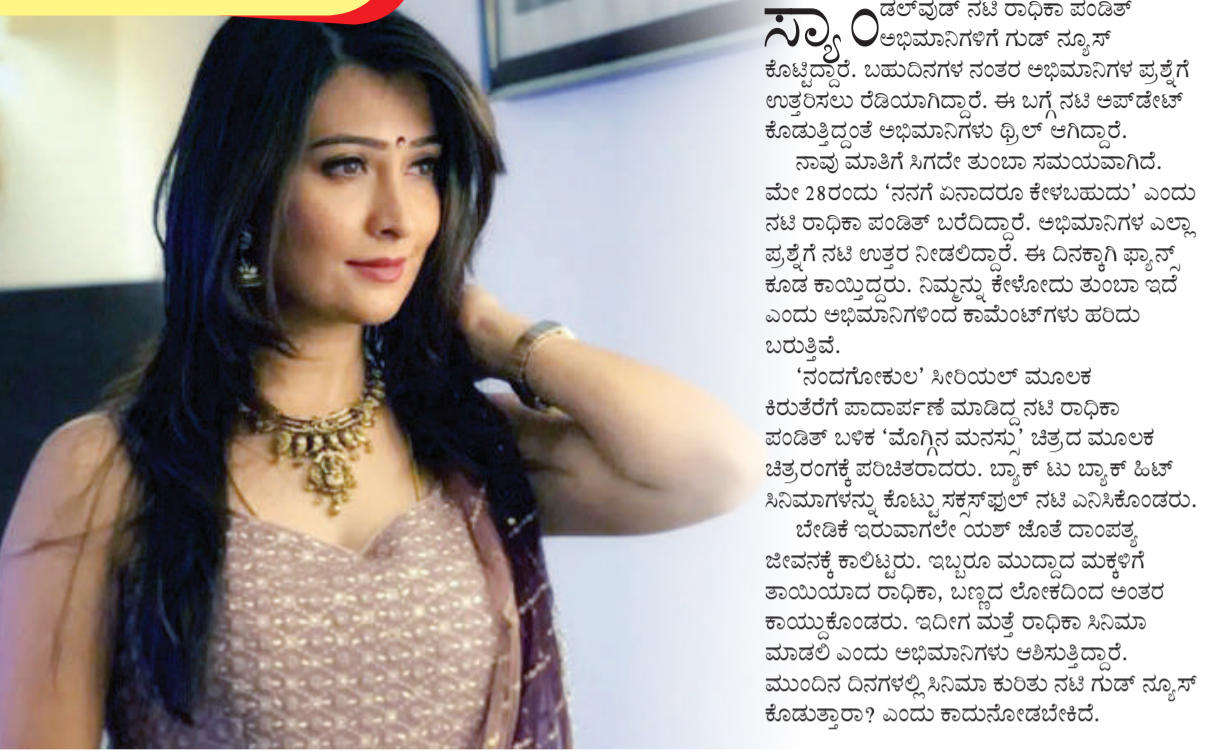 ಸ್ಯಾಂಡಲ್‌ವುಡ್ ನಟಿ ರಾಧಿಕಾ ಪಂಡಿತ್
ಅಭಿಮಾನಿಗಳಿಗೆ ಗುಡ್ ನ್ಯೂಸ್
ಕೊಟ್ಟಿದ್ದಾರೆ. ಬಹುದಿನಗಳ ನಂತರ ಅಭಿಮಾನಿಗಳ ಪ್ರಶ್ನೆಗೆ
ಉತ್ತರಿಸಲು ರೆಡಿಯಾಗಿದ್ದಾರೆ. ಈ ಬಗ್ಗೆ ನಟಿ ಅಪ್‌ಡೇಟ್
ಕೊಡುತ್ತಿದ್ದಂತೆ ಅಭಿಮಾನಿಗಳು ಥ್ರಿಲ್ ಆಗಿದ್ದಾರೆ.
ನಾವು ಮಾತಿಗೆ ಸಿಗದೇ ತುಂಬಾ ಸಮಯವಾಗಿದೆ.
ಮೇ 28ರಂದು ‘ನನಗೆ ಏನಾದರೂ ಕೇಳಬಹುದು’ ಎಂದು
ನಟಿ ರಾಧಿಕಾ ಪಂಡಿತ್ ಬರೆದಿದ್ದಾರೆ. ಅಭಿಮಾನಿಗಳ ಎಲ್ಲಾ
ಪ್ರಶ್ನೆಗೆ ನಟಿ ಉತ್ತರ ನೀಡಲಿದ್ದಾರೆ. ಈ ದಿನಕ್ಕಾಗಿ ಫ್ಯಾನ್ಸ್
ಕೂಡ ಕಾಯ್ತಿದ್ದರು. ನಿಮ್ಮನ್ನು ಕೇಳೋದು ತುಂಬಾ ಇದೆ
ಎಂದು ಅಭಿಮಾನಿಗಳಿಂದ ಕಾಮೆಂಟ್‌ಗಳು ಹರಿದು
ಬರುತ್ತಿವೆ.
‘ನಂದಗೋಕುಲ’ ಸೀರಿಯಲ್ ಮೂಲಕ
ಕಿರುತೆರೆಗೆ ಪಾದಾರ್ಪಣೆ ಮಾಡಿದ್ದ ನಟಿ ರಾಧಿಕಾ
ಪಂಡಿತ್ ಬಳಿಕ ‘ಮೊಗ್ಗಿನ ಮನಸ್ಸು’ ಚಿತ್ರದ ಮೂಲಕ
ಚಿತ್ರರಂಗಕ್ಕೆ ಪರಿಚಿತರಾದರು. ಬ್ಯಾಕ್ ಟು ಬ್ಯಾಕ್ ಹಿಟ್
ಸಿನಿಮಾಗಳನ್ನು ಕೊಟ್ಟು ಸಕ್ಸಸ್‌ಫುಲ್ ನಟಿ ಎನಿಸಿಕೊಂಡರು.
ಬೇಡಿಕೆ ಇರುವಾಗಲೇ ಯಶ್ ಜೊತೆ ದಾಂಪತ್ಯ
ಜೀವನಕ್ಕೆ ಕಾಲಿಟ್ಟರು. ಇಬ್ಬರೂ ಮುದ್ದಾದ ಮಕ್ಕಳಿಗೆ
ತಾಯಿಯಾದ ರಾಧಿಕಾ, ಬಣ್ಣದ ಲೋಕದಿಂದ ಅಂತರ
ಕಾಯ್ದುಕೊಂಡರು. ಇದೀಗ ಮತ್ತೆ ರಾಧಿಕಾ ಸಿನಿಮಾ
ಮಾಡಲಿ ಎಂದು ಅಭಿಮಾನಿಗಳು ಆಶಿಸುತ್ತಿದ್ದಾರೆ.
ಮುಂದಿನ ದಿನಗಳಲ್ಲಿ ಸಿನಿಮಾ ಕುರಿತು ನಟಿ ಗುಡ್ ನ್ಯೂಸ್
ಕೊಡುತ್ತಾರಾ? ಎಂದು ಕಾದುನೋಡಬೇಕಿದೆ.